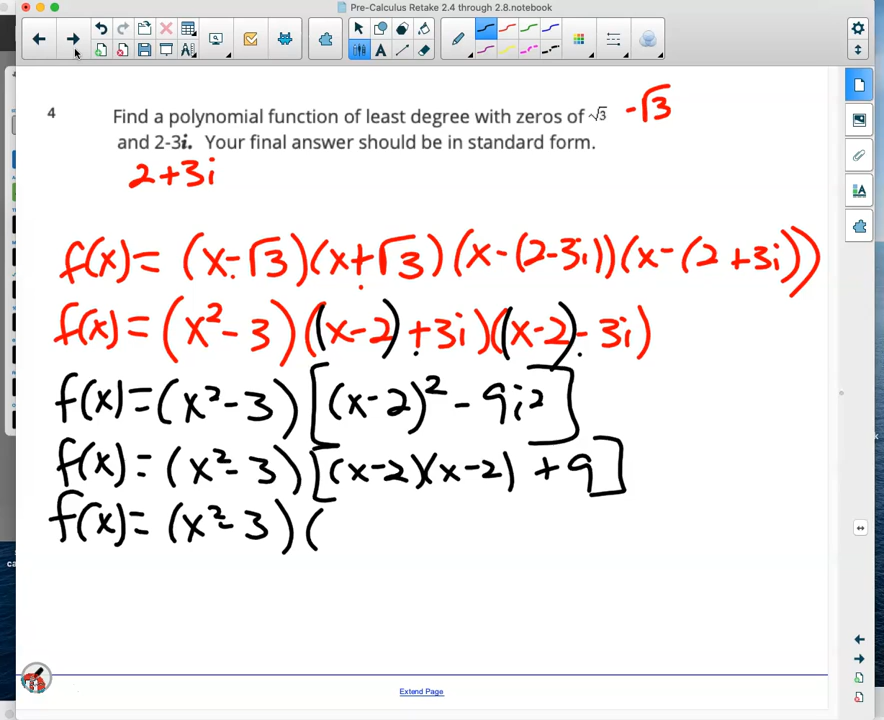 Pre-Calculus Retake 2.4 through 2.8.notebook
4 Find a polynomial function of least degree with zeros of √3 -√3
and 2-3i. Your final answer should be in standard form.
2+3i
f(x)= (x-√3)(x+√3)(x-(2-3i))(x-(2+3i))
f(x)= (x²-3)((x-2)+3i)((x-2)-3i)
f(x)=(x²-3)[(x-2)²-9i²]
f(x)= (x²-3)[(x-2)(x-2)+9]
f(x)= (x²-3)(
Extend Page